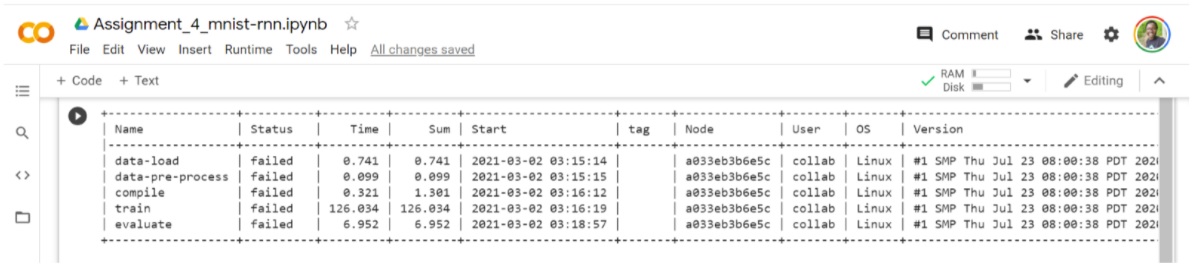 CO Assignment_4_mnist-rnn.ipynb
File Edit View Insert Runtime Tools Help All changes saved
Comment Share
+ Code + Text
RAM
Disk
Editing
| Name | Status | Time | Sum | Start | tag | Node | User | OS | Version
| data-load | failed | 0.741 | 0.741 | 2021-03-02 03:15:14 | | a033eb3b6e5c | collab | Linux | #1 SMP Thu Jul 23 08:00:38 PDT 202
| data-pre-process | failed | 0.099 | 0.099 | 2021-03-02 03:15:15 | | a033eb3b6e5c | collab | Linux | #1 SMP Thu Jul 23 08:00:38 PDT 202
| compile | failed | 0.321 | 1.301 | 2021-03-02 03:16:12 | | a033eb3b6e5c | collab | Linux | #1 SMP Thu Jul 23 08:00:38 PDT 202
| train | failed | 126.034 | 126.034 | 2021-03-02 03:16:19 | | a033eb3b6e5c | collab | Linux | #1 SMP Thu Jul 23 08:00:38 PDT 202
| evaluate | failed | 6.952 | 6.952 | 2021-03-02 03:18:57 | | a033eb3b6e5c | collab | Linux | #1 SMP Thu Jul 23 08:00:38 PDT 202